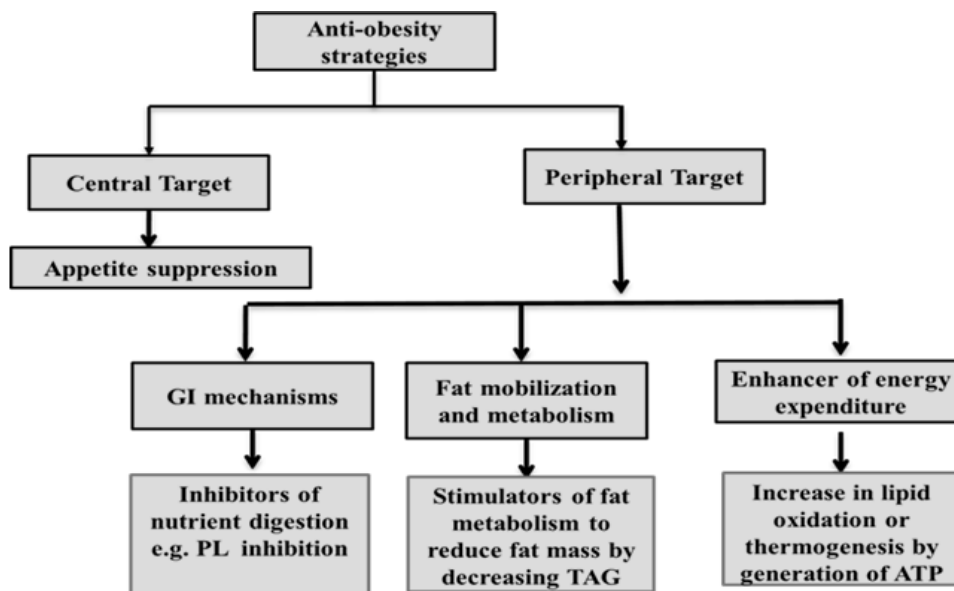 Anti-obesity
strategies
Central Target
Peripheral Target
Appetite suppression
GI mechanisms
Fat mobilization
and metabolism
Enhancer of energy
expenditure
Inhibitors of
nutrient digestion
e.g. PL inhibition
Stimulators of fat
metabolism to
reduce fat mass by
decreasing TAG
Increase in lipid
oxidation or
thermogenesis by
generation of ATP